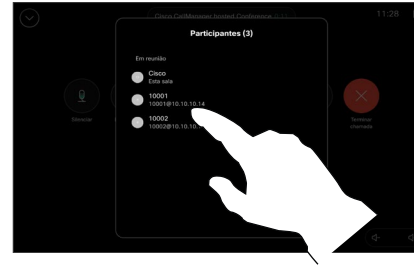 Cisco CallManager hosted Conference
11:28
Participantes (3)
Em reunião
Cisco
Esta sala
10001
10001@10.10.10.14
10002
10002@10.10.10.
Silenciar
Terminar
chamada